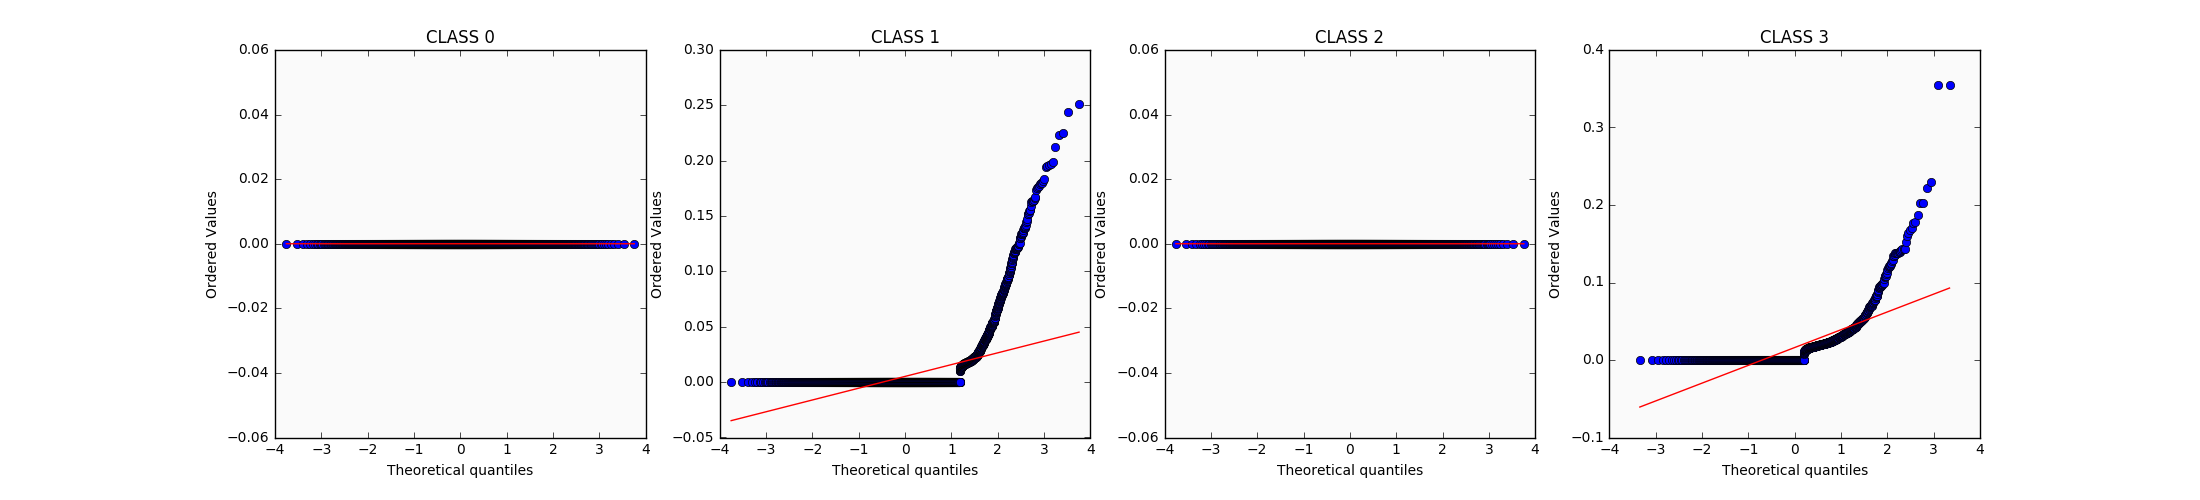 CLASS 0
0.06
0.04
0.02
0.00
−0.02
−0.04
−0.06
Ordered Values
−4 −3 −2 −1 0 1 2 3 4
Theoretical quantiles
CLASS 1
0.30
0.25
0.20
0.15
0.10
0.05
0.00
−0.05
Ordered Values
−4 −3 −2 −1 0 1 2 3 4
Theoretical quantiles
CLASS 2
0.06
0.04
0.02
0.00
−0.02
−0.04
−0.06
Ordered Values
−4 −3 −2 −1 0 1 2 3 4
Theoretical quantiles
CLASS 3
0.4
0.3
0.2
0.1
0.0
−0.1
Ordered Values
−4 −3 −2 −1 0 1 2 3 4
Theoretical quantiles